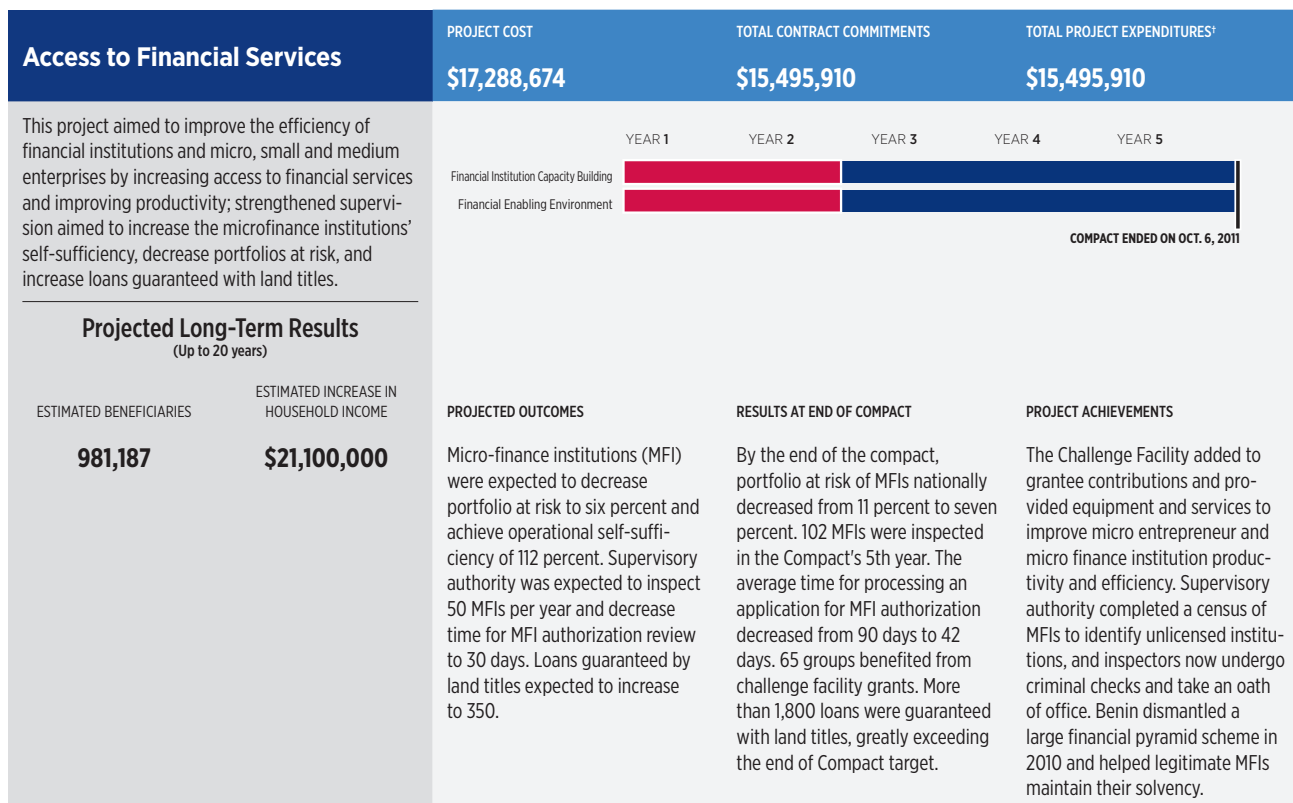 Access to Financial Services
PROJECT COST
$17,288,674
TOTAL CONTRACT COMMITMENTS
$15,495,910
TOTAL PROJECT EXPENDITURES‡
$15,495,910
This project aimed to improve the efficiency of
financial institutions and micro, small and medium
enterprises by increasing access to financial services
and improving productivity; strengthened supervi-
sion aimed to increase the microfinance institutions’
self-sufficiency, decrease portfolios at risk, and
increase loans guaranteed with land titles.
Projected Long-Term Results
(Up to 20 years)
ESTIMATED BENEFICIARIES
981,187
ESTIMATED INCREASE IN
HOUSEHOLD INCOME
$21,100,000
YEAR 1 YEAR 2 YEAR 3 YEAR 4 YEAR 5
Financial Institution Capacity Building
Financial Enabling Environment
COMPACT ENDED ON OCT. 6, 2011
PROJECTED OUTCOMES
Micro-finance institutions (MFI)
were expected to decrease
portfolio at risk to six percent and
achieve operational self-suffi-
ciency of 112 percent. Supervisory
authority was expected to inspect
50 MFIs per year and decrease
time for MFI authorization review
to 30 days. Loans guaranteed by
land titles expected to increase
to 350.
RESULTS AT END OF COMPACT
By the end of the compact,
portfolio at risk of MFIs nationally
decreased from 11 percent to seven
percent. 102 MFIs were inspected
in the Compact's 5th year. The
average time for processing an
application for MFI authorization
decreased from 90 days to 42
days. 65 groups benefited from
challenge facility grants. More
than 1,800 loans were guaranteed
with land titles, greatly exceeding
the end of Compact target.
PROJECT ACHIEVEMENTS
The Challenge Facility added to
grantee contributions and pro-
vided equipment and services to
improve micro entrepreneur and
micro finance institution produc-
tivity and efficiency. Supervisory
authority completed a census of
MFIs to identify unlicensed institu-
tions, and inspectors now undergo
criminal checks and take an oath
of office. Benin dismantled a
large financial pyramid scheme in
2010 and helped legitimate MFIs
maintain their solvency.